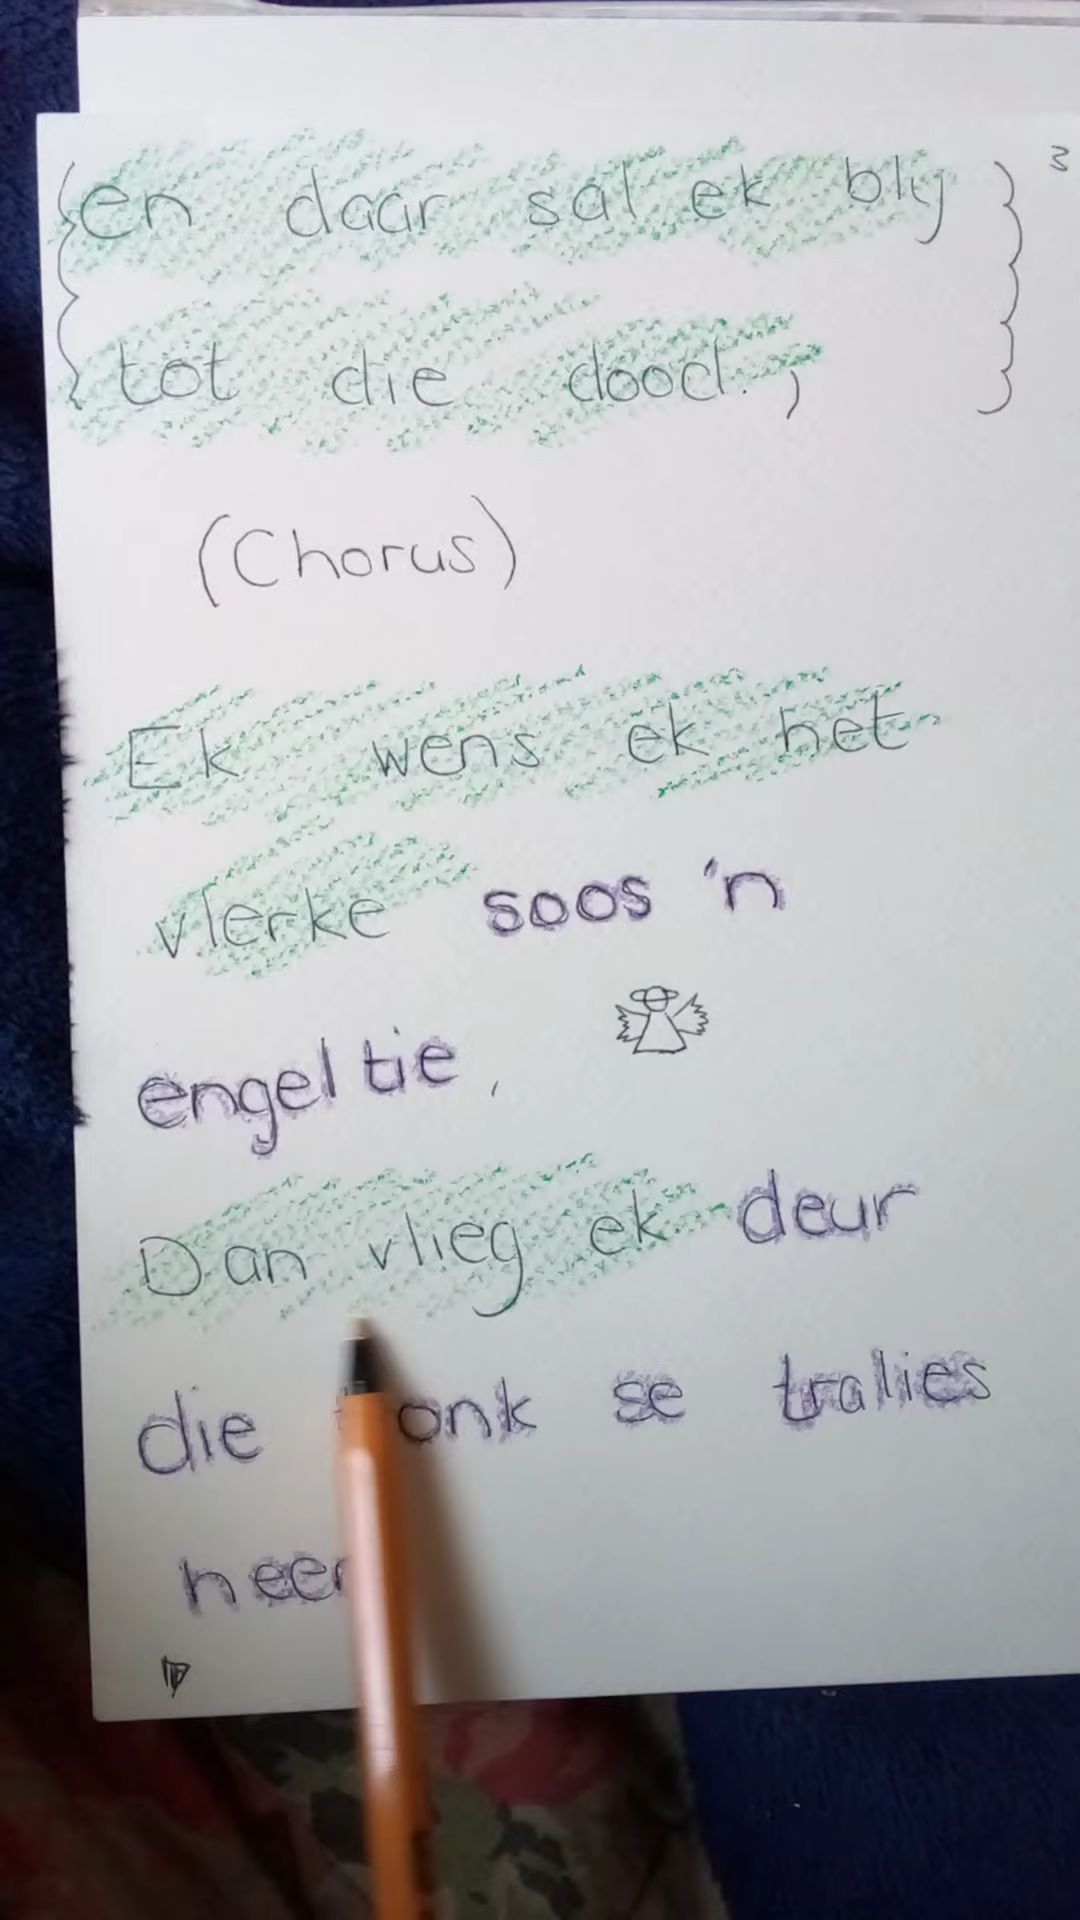 {en daar sal ek bly}
tot die dood,
(Chorus)
Ek wens ek het
vlerke soos 'n
engeltie,
Dan vlieg ek deur
die se tralies